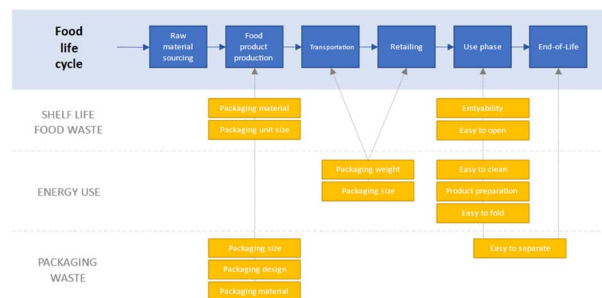 Food
life
cycle
Raw
material
sourcing
Food
product
production
Transportation
Retailing
Use phase
End-of-Life
SHELF LIFE
FOOD WASTE
Packaging material
Packaging unit size
Emtyability
Easy to open
ENERGY USE
Packaging weight
Packaging size
Easy to clean
Product preparation
Easy to fold
PACKAGING
WASTE
Packaging size
Packaging design
Packaging material
Easy to separate